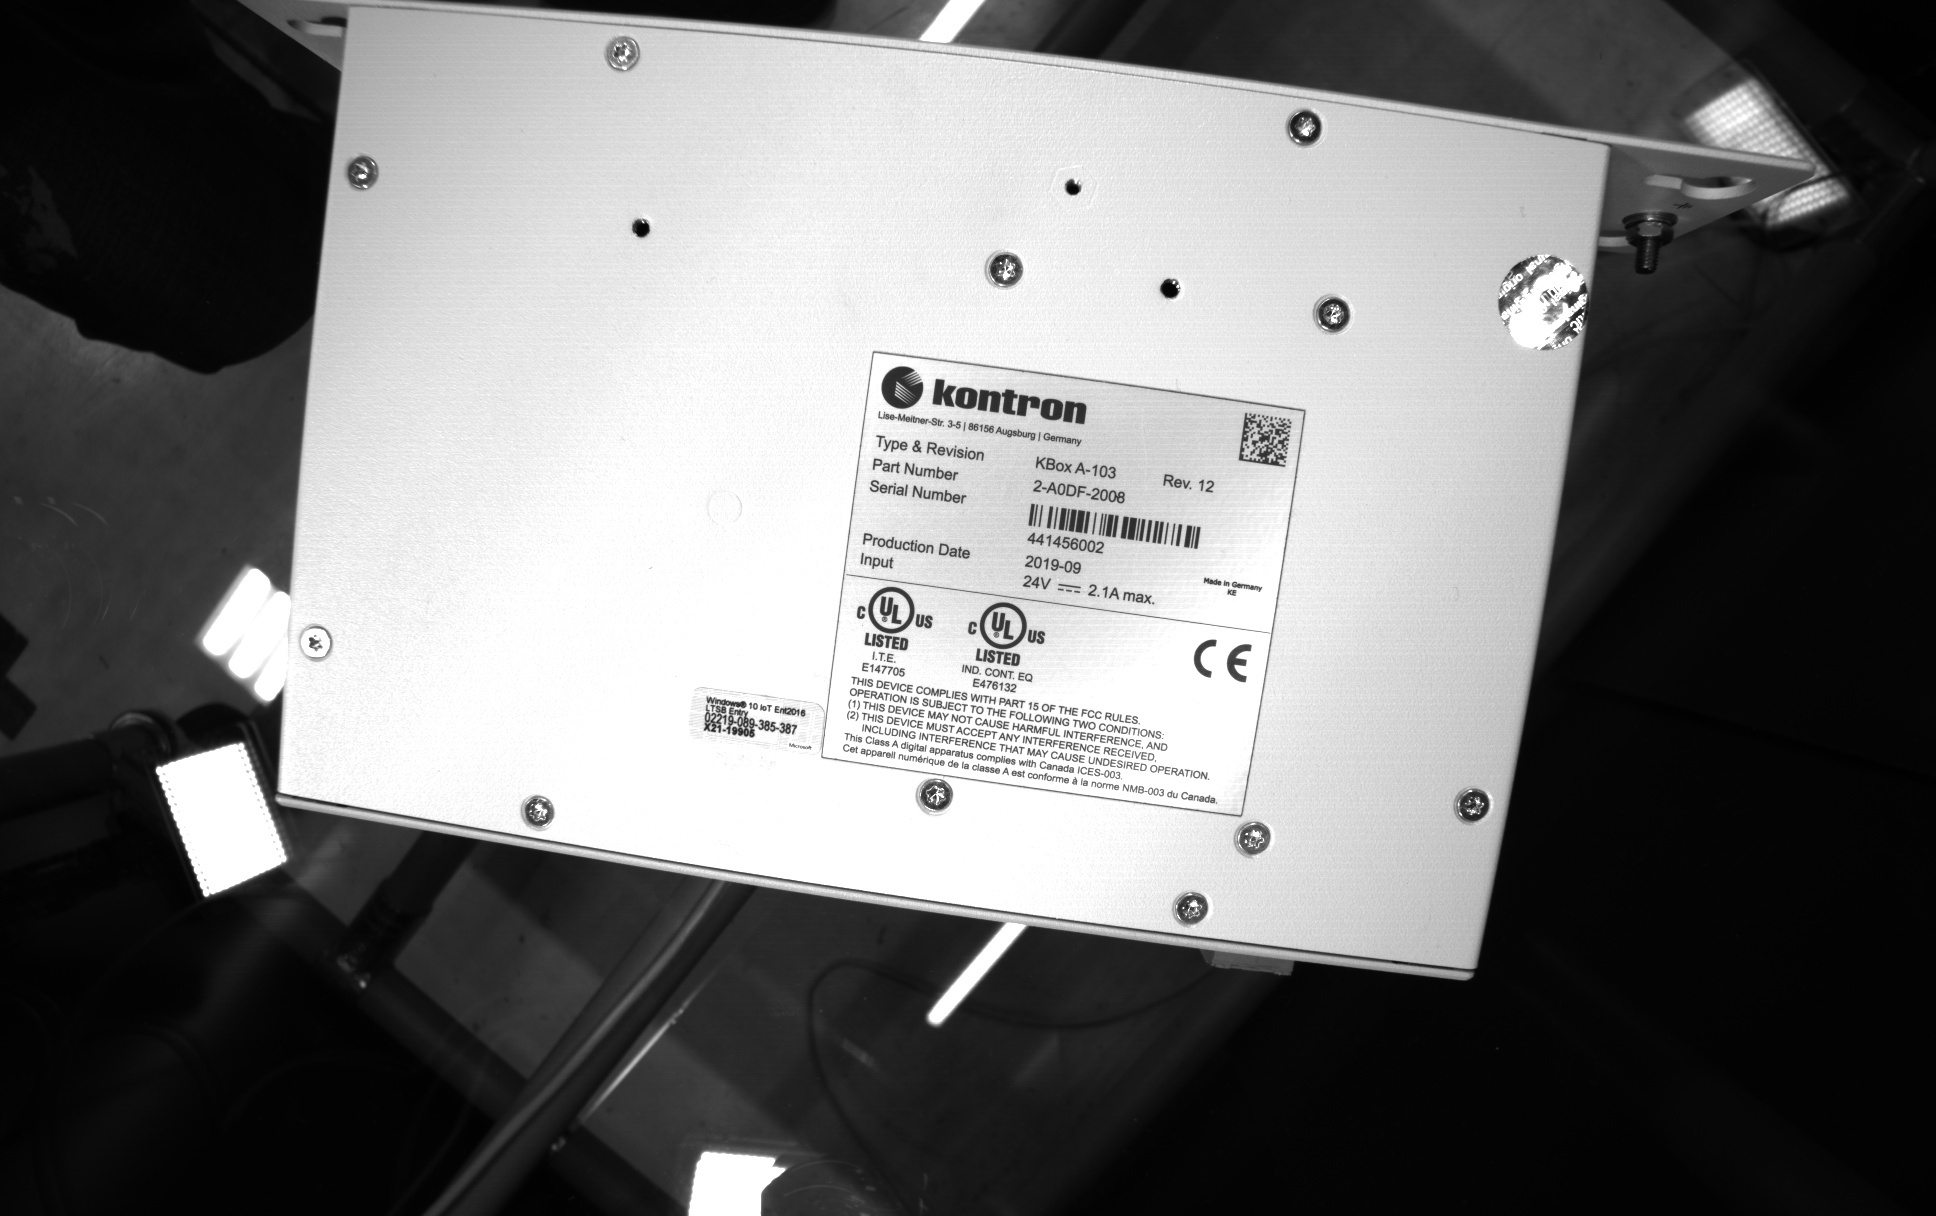 kontron
Lise-Meitner-Str. 3-5 | 86156 Augsburg | Germany
Type & Revision KBox A-103 Rev. 12
Part Number 2-A0DF-2008
Serial Number
441456002
Production Date 2019-09
Input 24V 2.1A max.
Made in Germany
KE
C UL US C UL US
LISTED LISTED
I.T.E. IND. CONT. EQ
E147705 E476132
CE
THIS DEVICE COMPLIES WITH PART 15 OF THE FCC RULES.
OPERATION IS SUBJECT TO THE FOLLOWING TWO CONDITIONS:
(1) THIS DEVICE MAY NOT CAUSE HARMFUL INTERFERENCE, AND
(2) THIS DEVICE MUST ACCEPT ANY INTERFERENCE RECEIVED,
INCLUDING INTERFERENCE THAT MAY CAUSE UNDESIRED OPERATION.
This Class A digital apparatus complies with Canada ICES-003.
Cet appareil numérique de la classe A est conforme à la norme NMB-003 du Canada.
Windows® 10 IoT Ent2016
LTSB Entry
02219-089-385-387
X21-19905
Microsoft